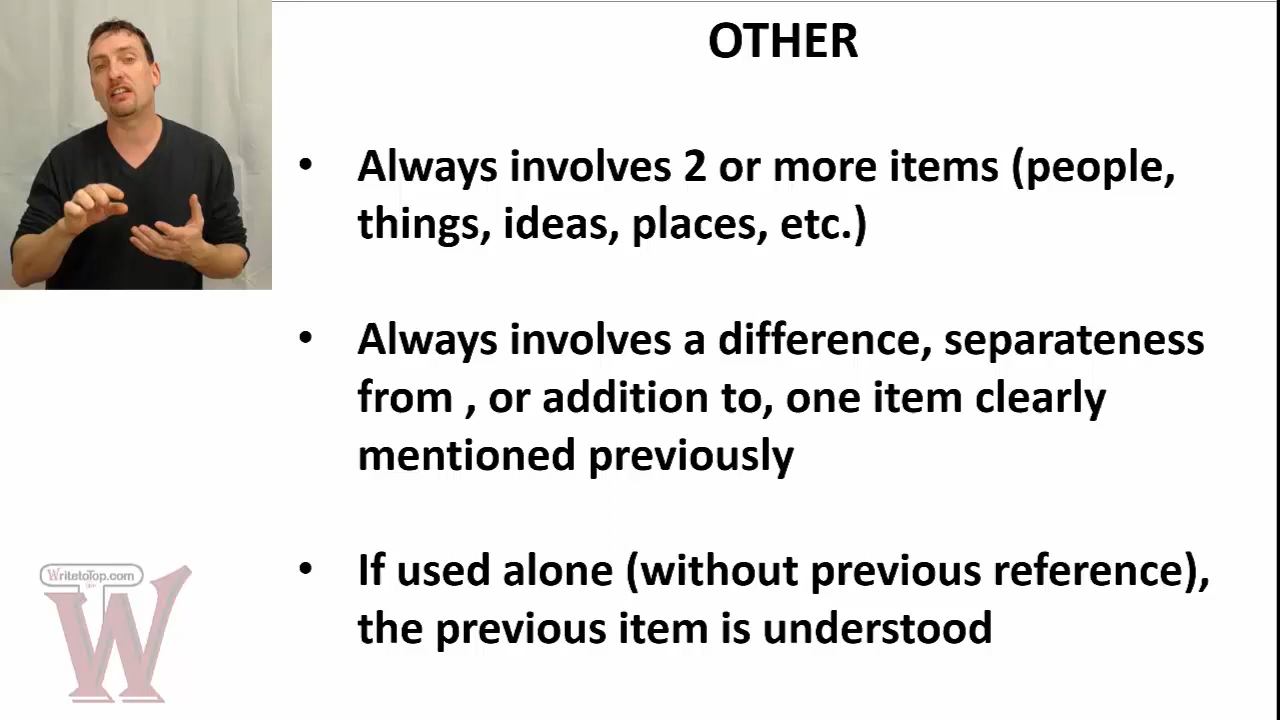 OTHER
• Always involves 2 or more items (people,
things, ideas, places, etc.)
• Always involves a difference, separateness
from , or addition to, one item clearly
mentioned previously
• If used alone (without previous reference),
the previous item is understood
WritetoTop.com
W